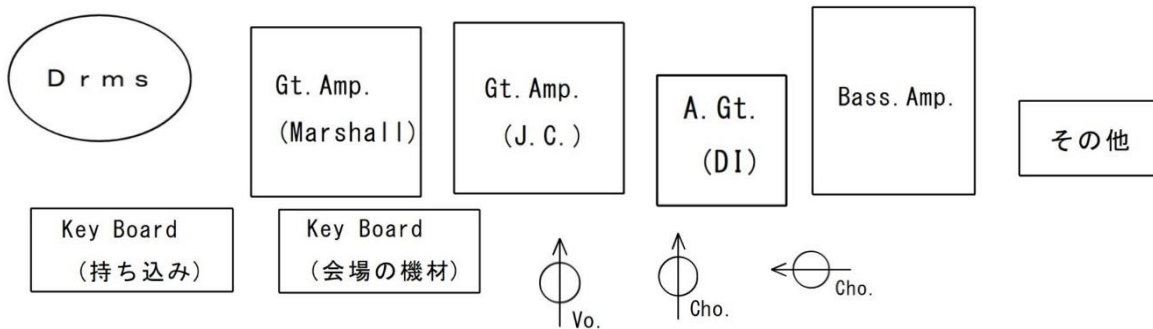 Drms
Gt. Amp.
(Marshall)
Gt. Amp.
(J. C.)
A. Gt.
(DI)
Bass. Amp.
その他
Key Board
(持ち込み)
Key Board
(会場の機材)
Vo.
Cho.
Cho.